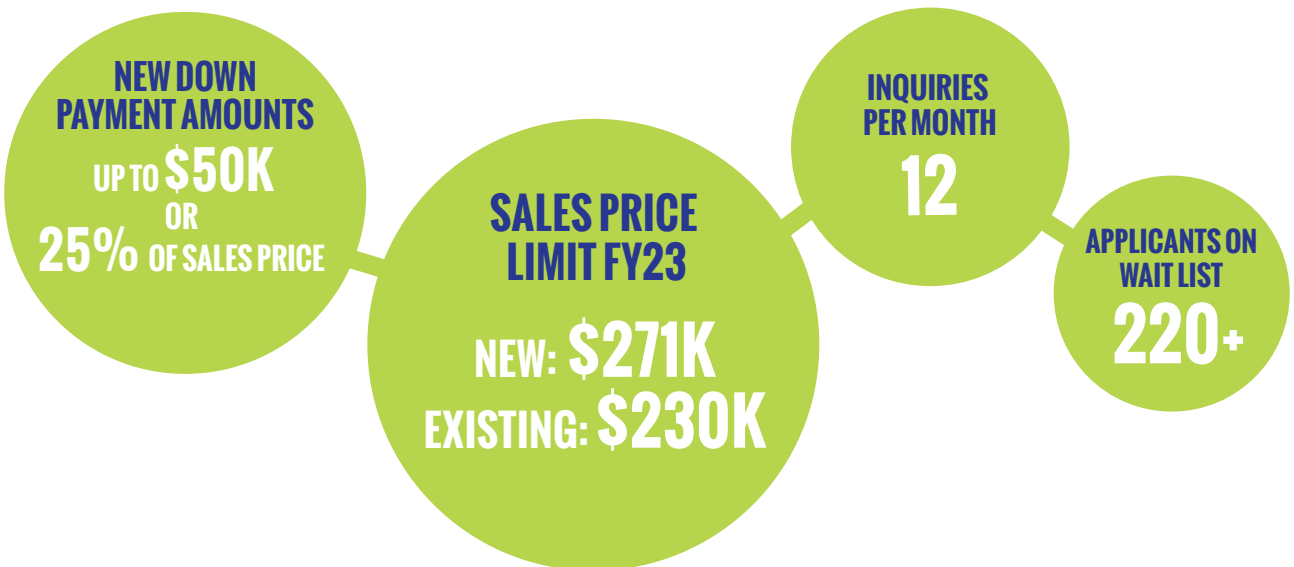 NEW DOWN
PAYMENT AMOUNTS
UP TO $50K
OR
25% OF SALES PRICE
SALES PRICE
LIMIT FY23
NEW: $271K
EXISTING: $230K
INQUIRIES
PER MONTH
12
APPLICANTS ON
WAIT LIST
220+